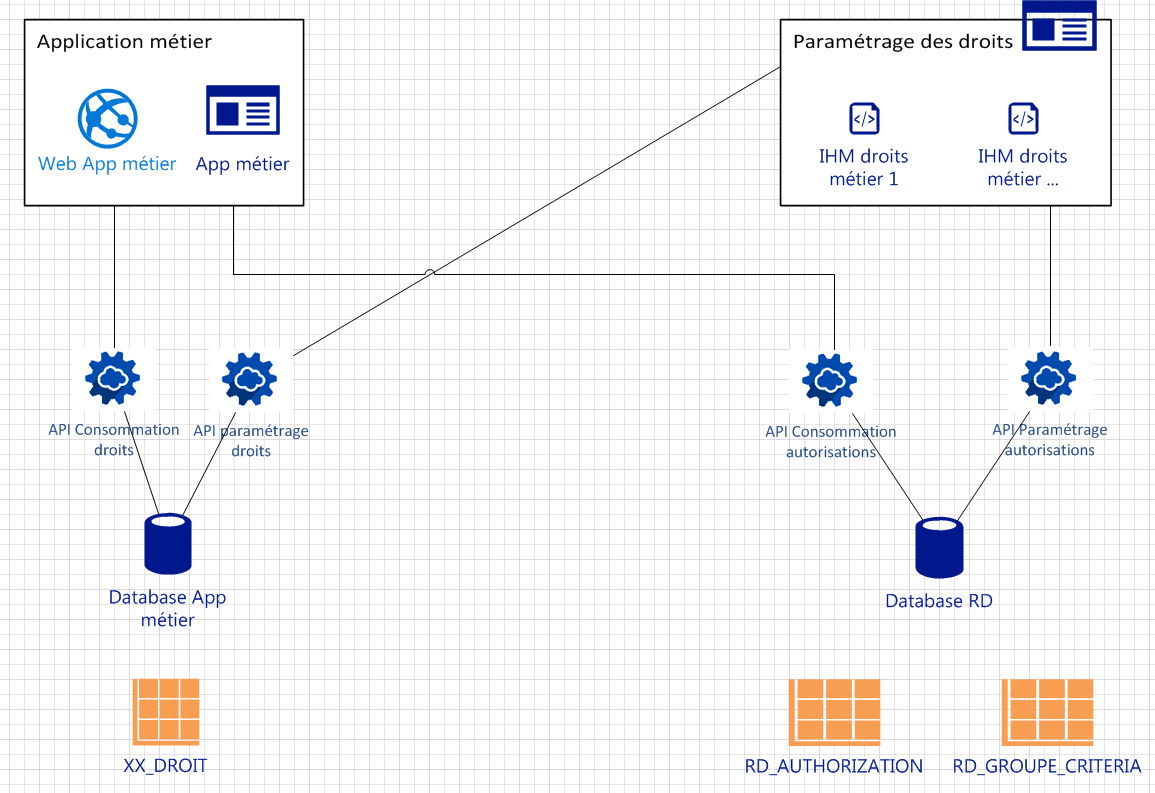 Application métier
Web App métier
App métier
Paramétrage des droits
</>
IHM droits
métier 1
</>
IHM droits
métier ...
API Consommation
droits
API paramétrage
droits
API Consommation
autorisations
API Paramétrage
autorisations
Database App
métier
Database RD
XX_DROIT
RD_AUTHORIZATION
RD_GROUPE_CRITERIA